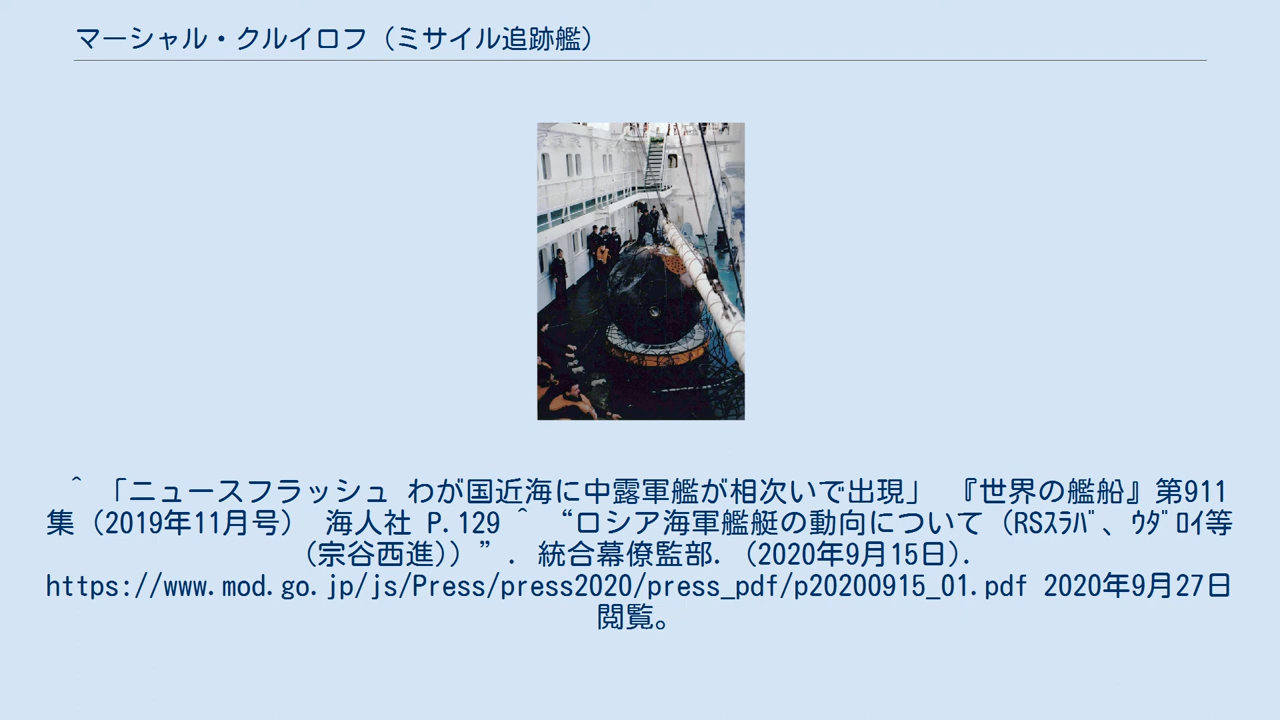 マーシャル・クルイロフ（ミサイル追跡艦）
^ 「ニュースフラッシュ わが国近海に中露軍艦が相次いで出現」 『世界の艦船』第911
集（2019年11月号） 海人社 P.129 ^ “ロシア海軍艦艇の動向について（RSｽﾗﾊﾞ、ｳﾀﾞﾛｲ等
（宗谷西進））”. 統合幕僚監部. （2020年9月15日).
https://www.mod.go.jp/js/Press/press2020/press_pdf/p20200915_01.pdf 2020年9月27日
閲覧。